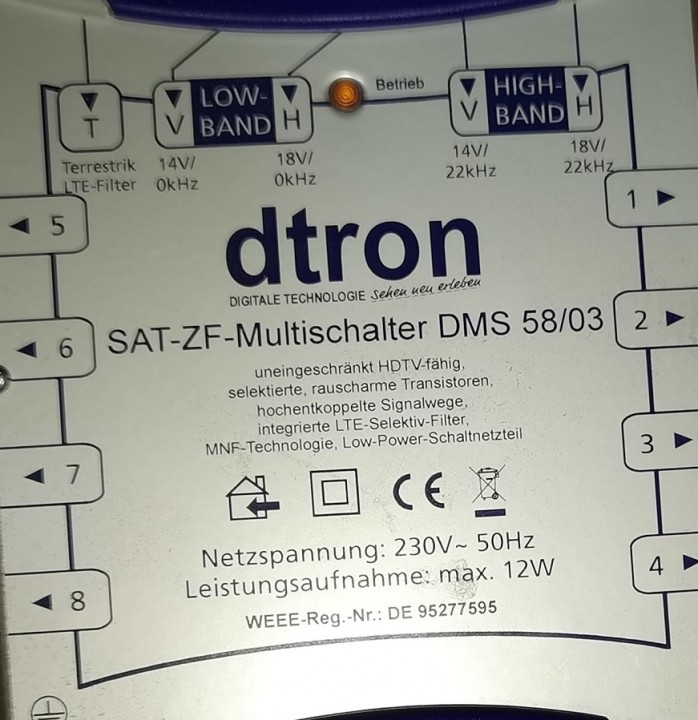 Betrieb
T
V
LOW-
BAND
H
V
HIGH-
BAND
H
Terrestrik
LTE-Filter
14V/
0kHz
18V/
0kHz
14V/
22kHz
18V/
22kHz
5
1
dtron
DIGITALE TECHNOLOGIE Sehen neu erleben
SAT-ZF-Multischalter DMS 58/03
6
2
uneingeschränkt HDTV-fähig,
selektierte, rauscharme Transistoren,
hochentkoppelte Signalwege,
integrierte LTE-Selektiv-Filter,
MNF-Technologie, Low-Power-Schaltnetzteil
7
3
CE
Netzspannung: 230V~ 50Hz
Leistungsaufnahme: max. 12W
WEEE-Reg.-Nr.: DE 95277595
8
4